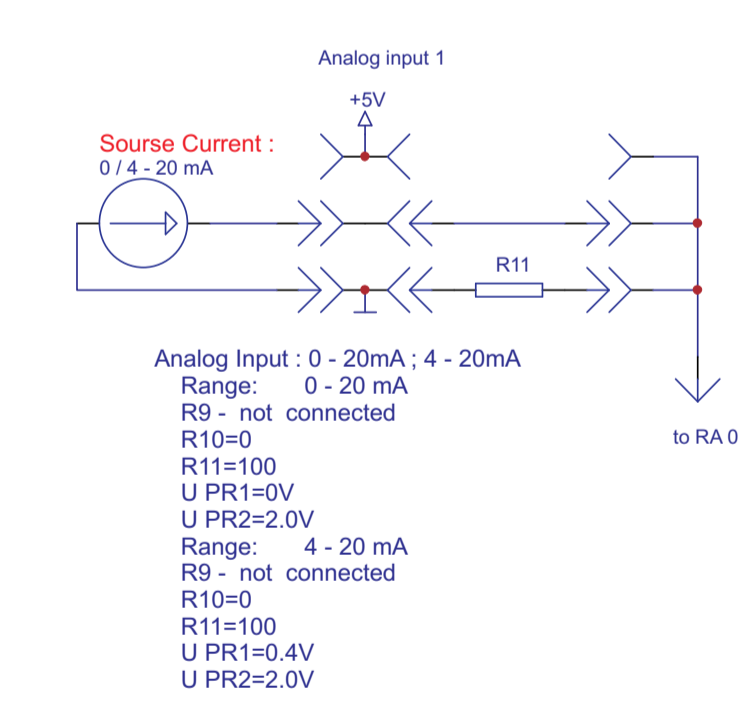 Analog input 1
+5V
Sourse Current :
0 / 4 - 20 mA
R11
Analog Input : 0 - 20mA ; 4 - 20mA
Range: 0 - 20 mA
R9 - not connected
R10=0
R11=100
U PR1=0V
U PR2=2.0V
Range: 4 - 20 mA
R9 - not connected
R10=0
R11=100
U PR1=0.4V
U PR2=2.0V
to RA 0